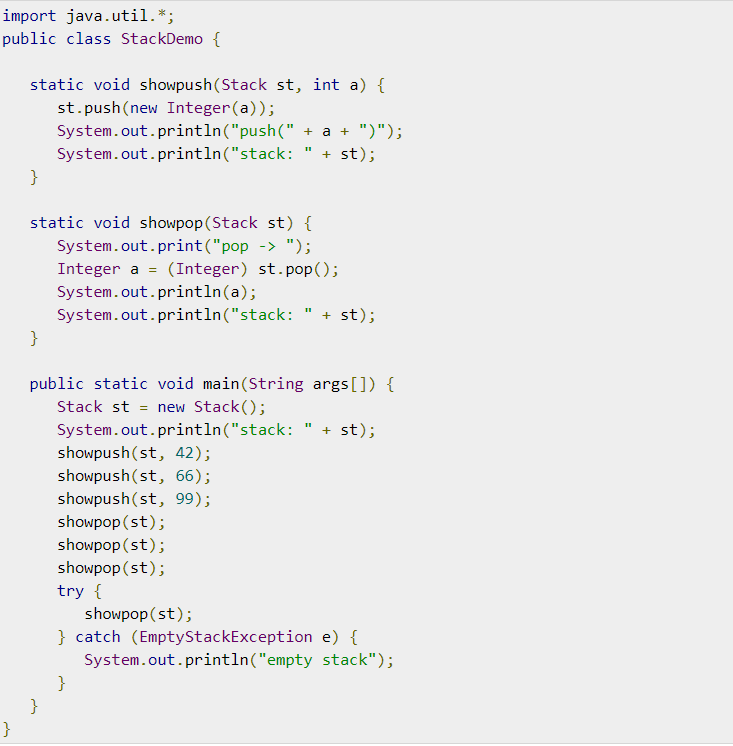 import java.util.*;
public class StackDemo {

   static void showpush(Stack st, int a) {
      st.push(new Integer(a));
      System.out.println("push(" + a + ")");
      System.out.println("stack: " + st);
   }

   static void showpop(Stack st) {
      System.out.print("pop -> ");
      Integer a = (Integer) st.pop();
      System.out.println(a);
      System.out.println("stack: " + st);
   }

   public static void main(String args[]) {
      Stack st = new Stack();
      System.out.println("stack: " + st);
      showpush(st, 42);
      showpush(st, 66);
      showpush(st, 99);
      showpop(st);
      showpop(st);
      showpop(st);
      try {
         showpop(st);
      } catch (EmptyStackException e) {
         System.out.println("empty stack");
      }
   }
}